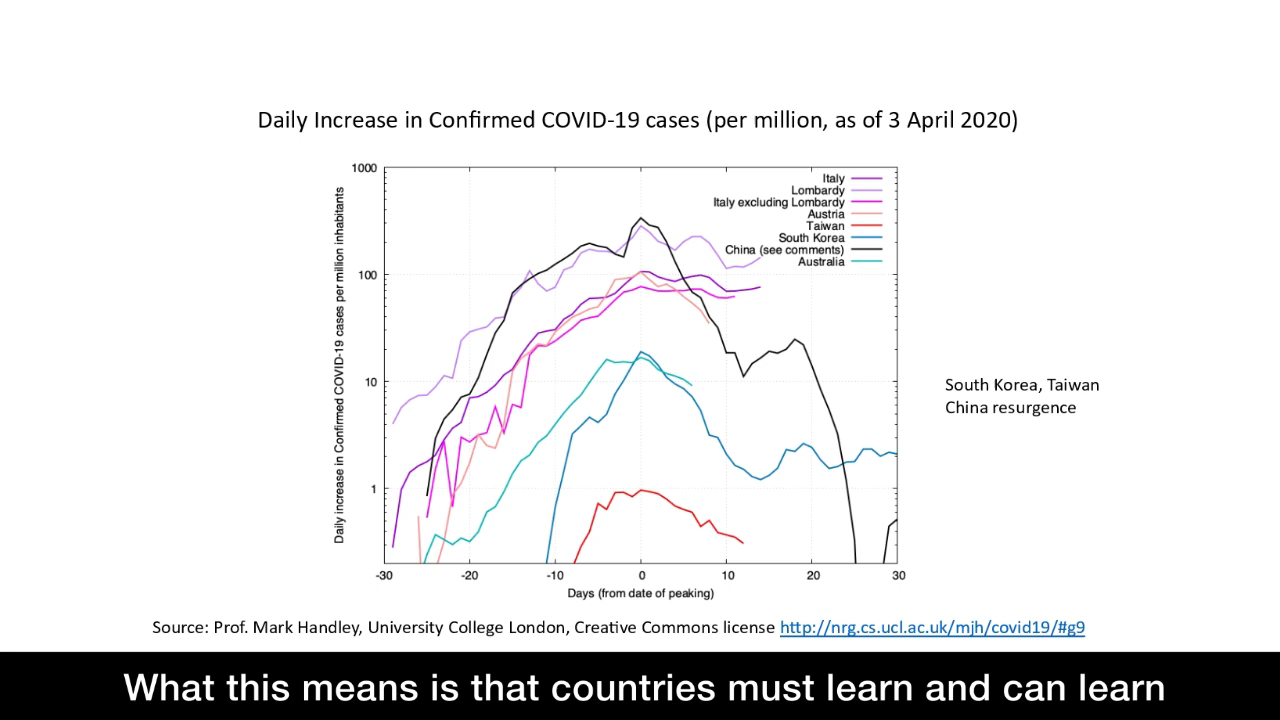 Daily Increase in Confirmed COVID-19 cases (per million, as of 3 April 2020)
Daily increase in Confirmed COVID-19 cases per million inhabitants
1000
100
10
1
Italy
Lombardy
Italy excluding Lombardy
Austria
Taiwan
South Korea
China (see comments)
Australia
-30 -20 -10 0 10 20 30
Days (from date of peaking)
South Korea, Taiwan
China resurgence
Source: Prof. Mark Handley, University College London, Creative Commons license http://nrg.cs.ucl.ac.uk/mjh/covid19/#g9
What this means is that countries must learn and can learn